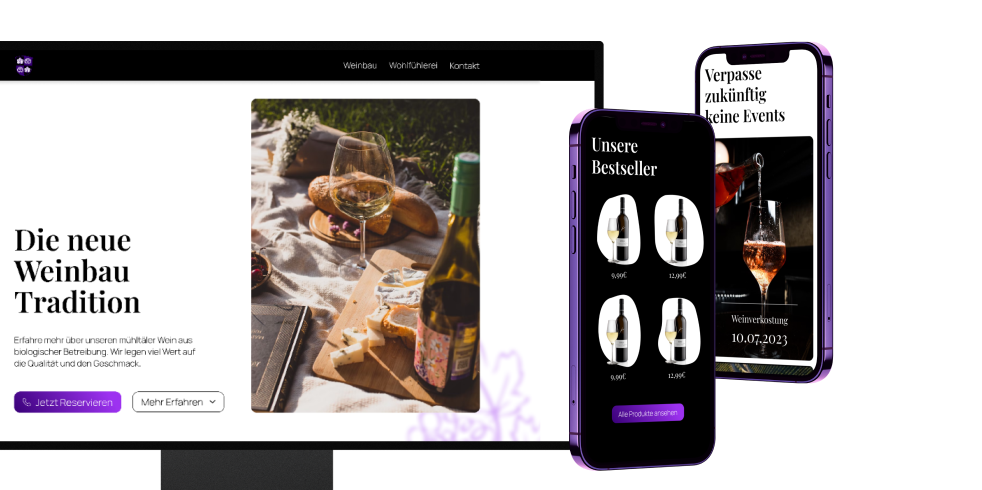 Weinbau Wohlfühlerei Kontakt
Die neue
Weinbau
Tradition
Erfahre mehr über unseren mühltäler Wein aus
biologischer Betreibung. Wir legen viel Wert auf
die Qualität und den Geschmack.
Jetzt Reservieren
Mehr Erfahren
Unsere
Bestseller
9,99€ 12,99€
9,99€ 12,99€
Alle Produkte ansehen
Verpasse
zukünftig
keine Events
Weinverkostung
10.07.2023